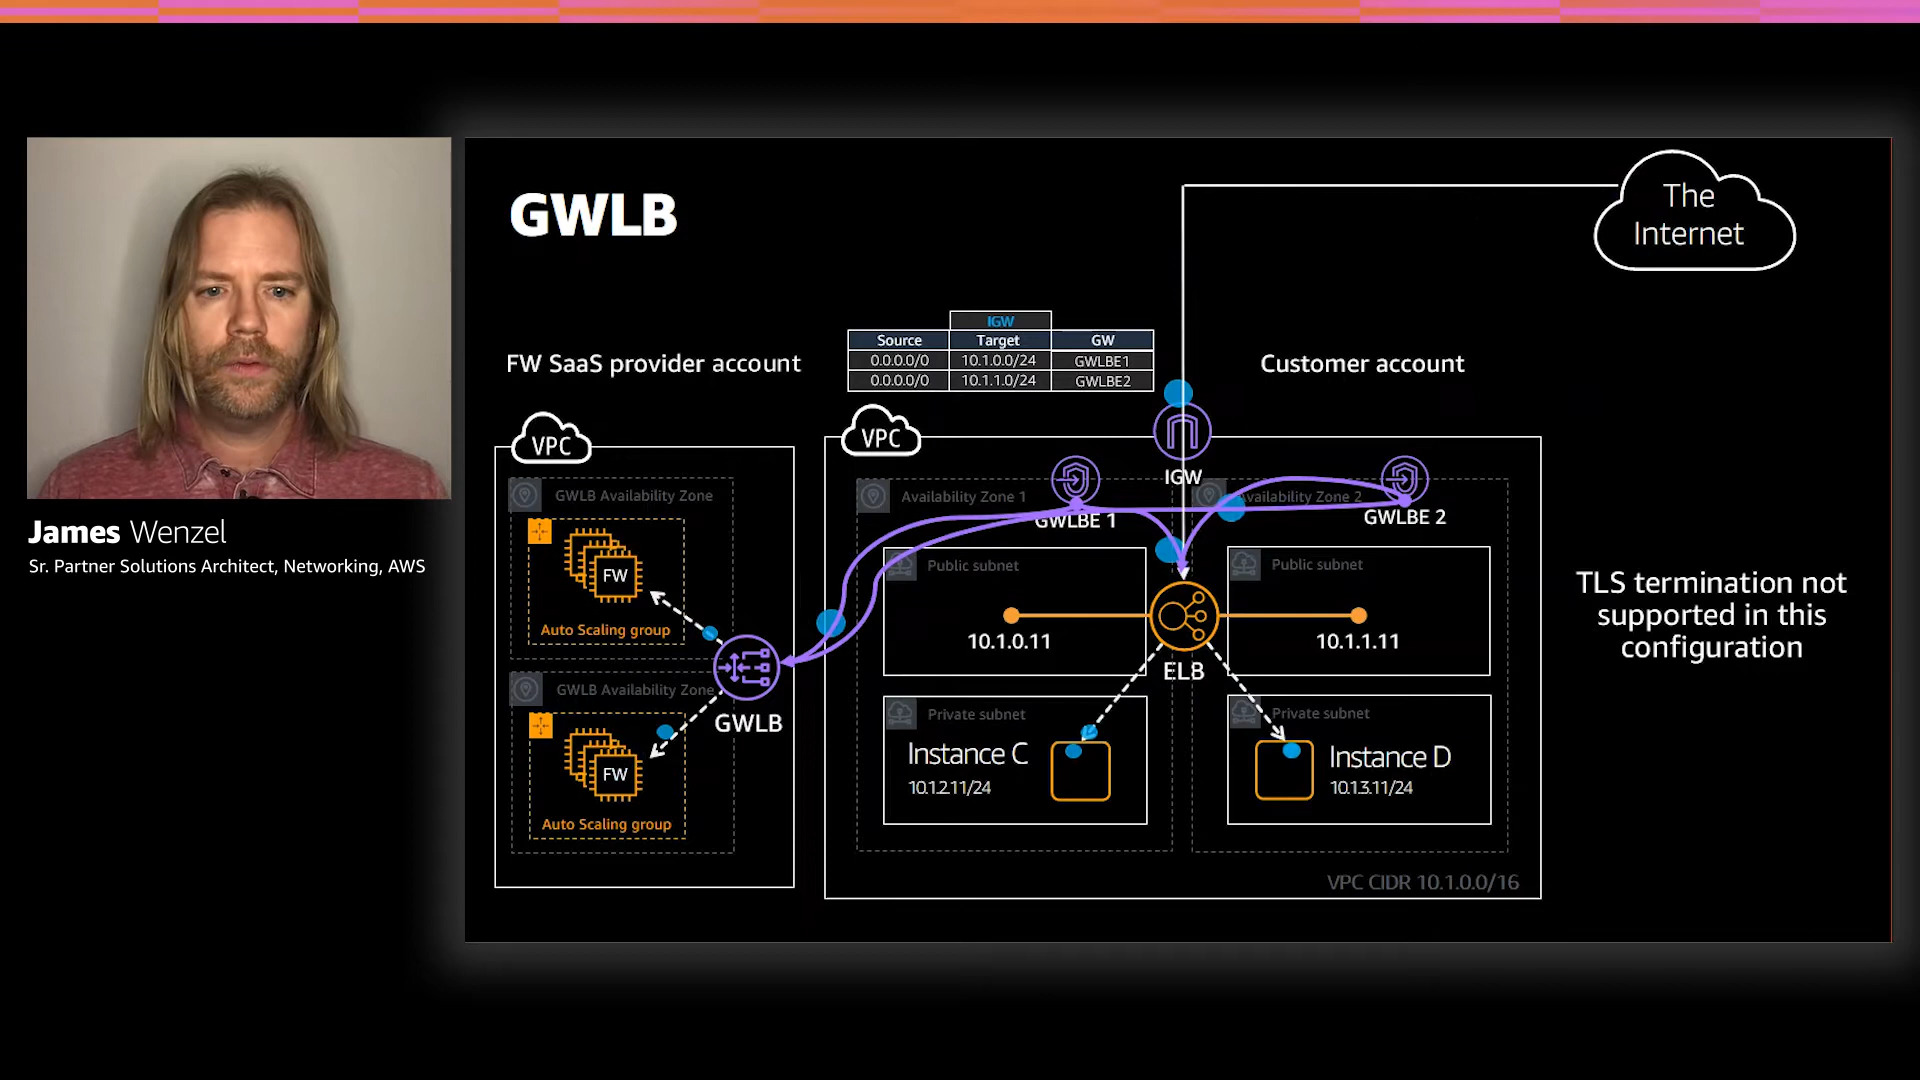 James Wenzel
Sr. Partner Solutions Architect, Networking, AWS
GWLB
The
Internet
FW SaaS provider account
IGW
Source Target GW
0.0.0.0/0 10.1.0.0/24 GWLBE1
0.0.0.0/0 10.1.1.0/24 GWLBE2
Customer account
VPC
GWLB Availability Zone
FW
Auto Scaling group
GWLB Availability Zone
FW
Auto Scaling group
GWLB
VPC
IGW
Availability Zone 1
GWLBE 1
Availability Zone 2
GWLBE 2
Public subnet
10.1.0.11
Public subnet
10.1.1.11
ELB
Private subnet
Instance C
10.1.2.11/24
Private subnet
Instance D
10.1.3.11/24
VPC CIDR 10.1.0.0/16
TLS termination not
supported in this
configuration